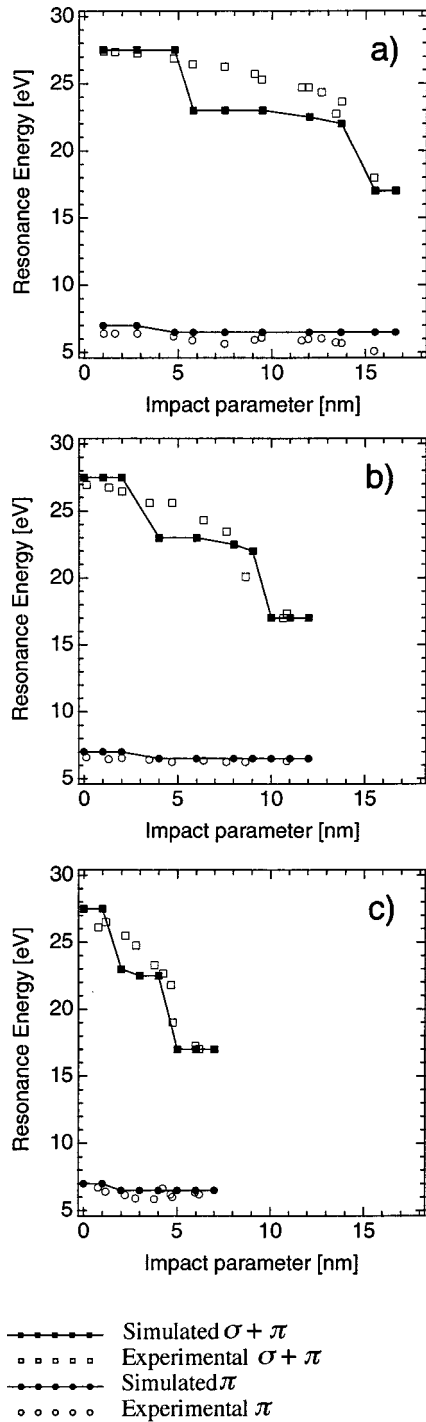 a)
30
25
20
15
10
5
Resonance Energy [eV]
0 5 10 15
Impact parameter [nm]
b)
30
25
20
15
10
5
Resonance Energy [eV]
0 5 10 15
Impact parameter [nm]
c)
30
25
20
15
10
5
Resonance Energy [eV]
0 5 10 15
Impact parameter [nm]
Simulated σ + π
Experimental σ + π
Simulated π
Experimental π